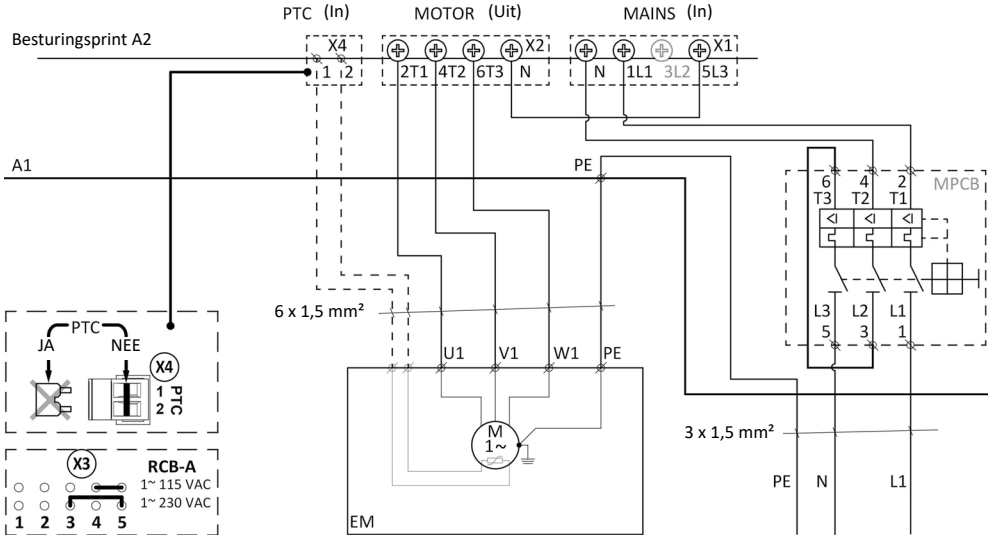 PTC (In) MOTOR (Uit) MAINS (In)
Besturingsprint A2
X4 X2 X1
1 2 2T1 4T2 6T3 N N 1L1 3L2 5L3
A1 PE
6 4 2 MPCB
T3 T2 T1
<I <I <I
6 x 1,5 mm²
L3 L2 L1
5 3 1
PTC
JA NEE
X4
1
2
PTC
U1 V1 W1 PE
M
1~
3 x 1,5 mm²
X3 RCB-A
1~ 115 VAC
1~ 230 VAC
1 2 3 4 5
EM
PE N L1